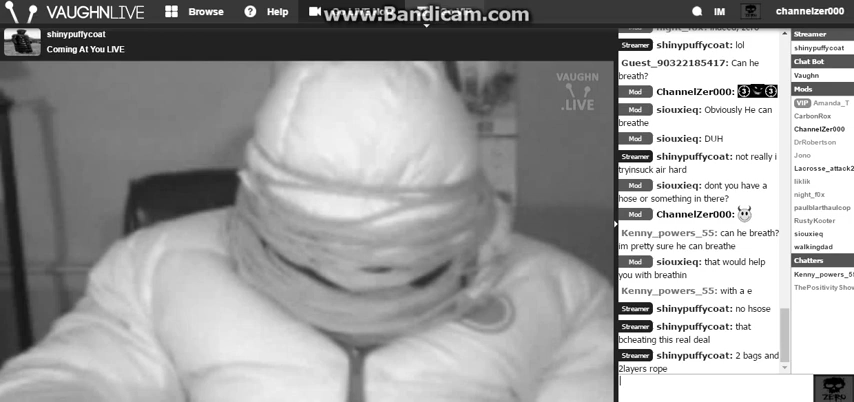 www.Bandicam.com
VAUGHNLIVE
Browse
Help
IM
channelzer000
shinypuffycoat
Coming At You LIVE
VAUGHN
.LIVE
Streamer shinypuffycoat: lol
Guest_90322185417: Can he
breath?
Mod ChannelZer000: 3 3
Mod siouxieq: Obviously He can
breathe
Mod siouxieq: DUH
Streamer shinypuffycoat: not really i
tryinsuck air hard
Mod siouxieq: dont you have a
hose or something in there?
Mod ChannelZer000:
Kenny_powers_55: can he breath?
im pretty sure he can breathe
Mod siouxieq: that would help
you with breathin
Kenny_powers_55: with a e
Streamer shinypuffycoat: no hsose
Streamer shinypuffycoat: that
bcheating this real deal
Streamer shinypuffycoat: 2 bags and
2layers rope
Streamer
shinypuffycoat
Chat Bot
Vaughn
Mods
VIP Amanda_T
CarbonRox
ChannelZer000
DrRobertson
Jono
Lacrosse_attack2
liklik
night_f0x
paulblarthaulcop
RustyKooter
siouxieq
walkingdad
Chatters
Kenny_powers_55
ThePositivityShow
ZERO